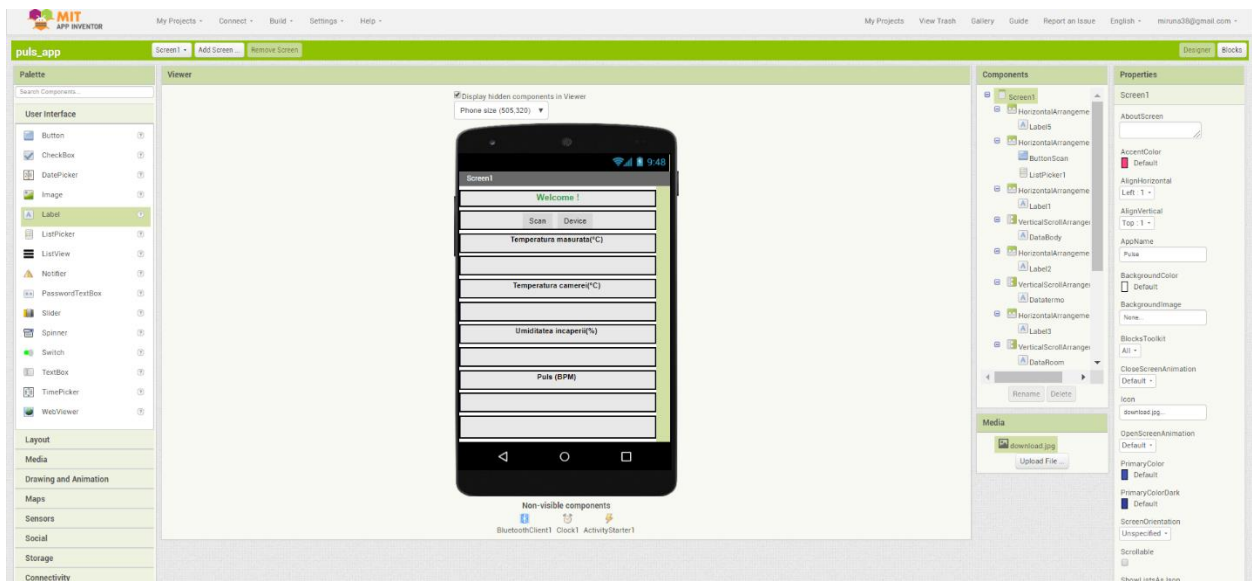 MIT
APP INVENTOR
My Projects
Connect
Build
Settings
Help
My Projects
View Trash
Gallery
Guide
Report an Issue
English
miruna38@gmail.com
puls_app
Screen1
Add Screen ...
Remove Screen
Designer
Blocks
Palette
Search Components...
User Interface
Button
CheckBox
DatePicker
Image
Label
ListPicker
ListView
Notifier
PasswordTextBox
Slider
Spinner
Switch
TextBox
TimePicker
WebViewer
Layout
Media
Drawing and Animation
Maps
Sensors
Social
Storage
Connectivity
Viewer
Display hidden components in Viewer
Phone size (505,320)
9:48
Screen1
Welcome !
Scan
Device
Temperatura masurata(°C)
Temperatura camerei(°C)
Umiditatea incaperii(%)
Puls (BPM)
Non-visible components
BluetoothClient1
Clock1
ActivityStarter1
Components
Screen1
HorizontalArrangeme
Label5
HorizontalArrangeme
ButtonScan
ListPicker1
HorizontalArrangeme
Label1
VerticalScrollArranger
DataBody
HorizontalArrangeme
Label2
VerticalScrollArranger
Datatermo
HorizontalArrangeme
Label3
VerticalScrollArranger
DataRoom
Rename
Delete
Media
download.jpg
Upload File ...
Properties
Screen1
AboutScreen
AccentColor
Default
AlignHorizontal
Left : 1
AlignVertical
Top : 1
AppName
BackgroundColor
Default
BackgroundImage
None...
BlocksToolkit
All
CloseScreenAnimation
Default
Icon
download.jpg...
OpenScreenAnimation
Default
PrimaryColor
Default
PrimaryColorDark
Default
ScreenOrientation
Unspecified
Scrollable
ShowListsAsJson